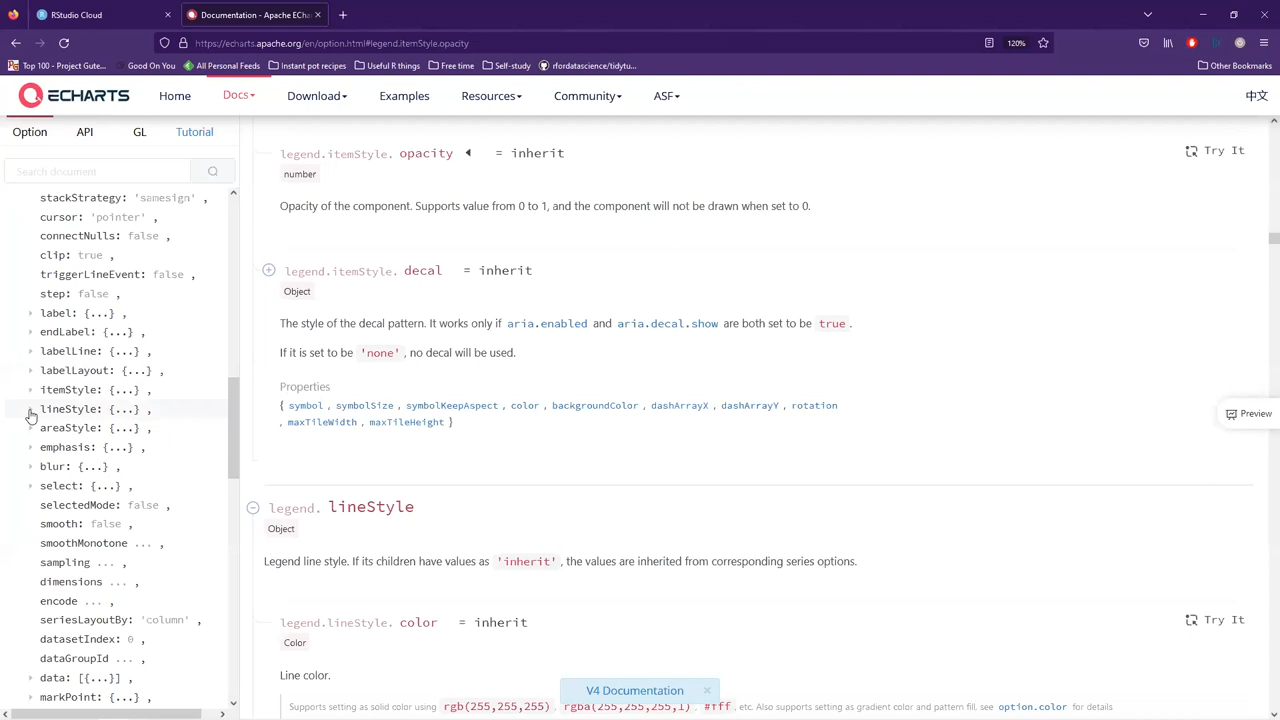 RStudio Cloud
Documentation - Apache ECha
https://echarts.apache.org/en/option.html#legend.itemStyle.opacity
120%
Top 100 - Project Gute...
Good On You
All Personal Feeds
Instant pot recipes
Useful R things
Free time
Self-study
rfordatascience/tidytu...
Other Bookmarks
ECHARTS
Home
Docs
Download
Examples
Resources
Community
ASF
中文
Option
API
GL
Tutorial
Search document
stackStrategy: 'samesign' ,
cursor: 'pointer' ,
connectNulls: false ,
clip: true ,
triggerLineEvent: false ,
step: false ,
label: {...} ,
endLabel: {...} ,
labelLine: {...} ,
labelLayout: {...} ,
itemStyle: {...} ,
lineStyle: {...} ,
areaStyle: {...} ,
emphasis: {...} ,
blur: {...} ,
select: {...} ,
selectedMode: false ,
smooth: false ,
smoothMonotone ... ,
sampling ... ,
dimensions ... ,
encode ... ,
seriesLayoutBy: 'column' ,
datasetIndex: 0 ,
dataGroupId ... ,
data: [{...}] ,
markPoint: {...} ,
legend.itemStyle. opacity = inherit
Try It
number
Opacity of the component. Supports value from 0 to 1, and the component will not be drawn when set to 0.
legend.itemStyle. decal = inherit
Object
The style of the decal pattern. It works only if aria.enabled and aria.decal.show are both set to be true .
If it is set to be 'none' , no decal will be used.
Properties
{ symbol , symbolSize , symbolKeepAspect , color , backgroundColor , dashArrayX , dashArrayY , rotation
, maxTileWidth , maxTileHeight }
Preview
legend. lineStyle
Object
Legend line style. If its children have values as 'inherit' , the values are inherited from corresponding series options.
legend.lineStyle. color = inherit
Try It
Color
Line color.
V4 Documentation
Supports setting as solid color using rgb(255,255,255) , rgba(255,255,255,1) , #fff , etc. Also supports setting as gradient color and pattern fill, see option.color for details